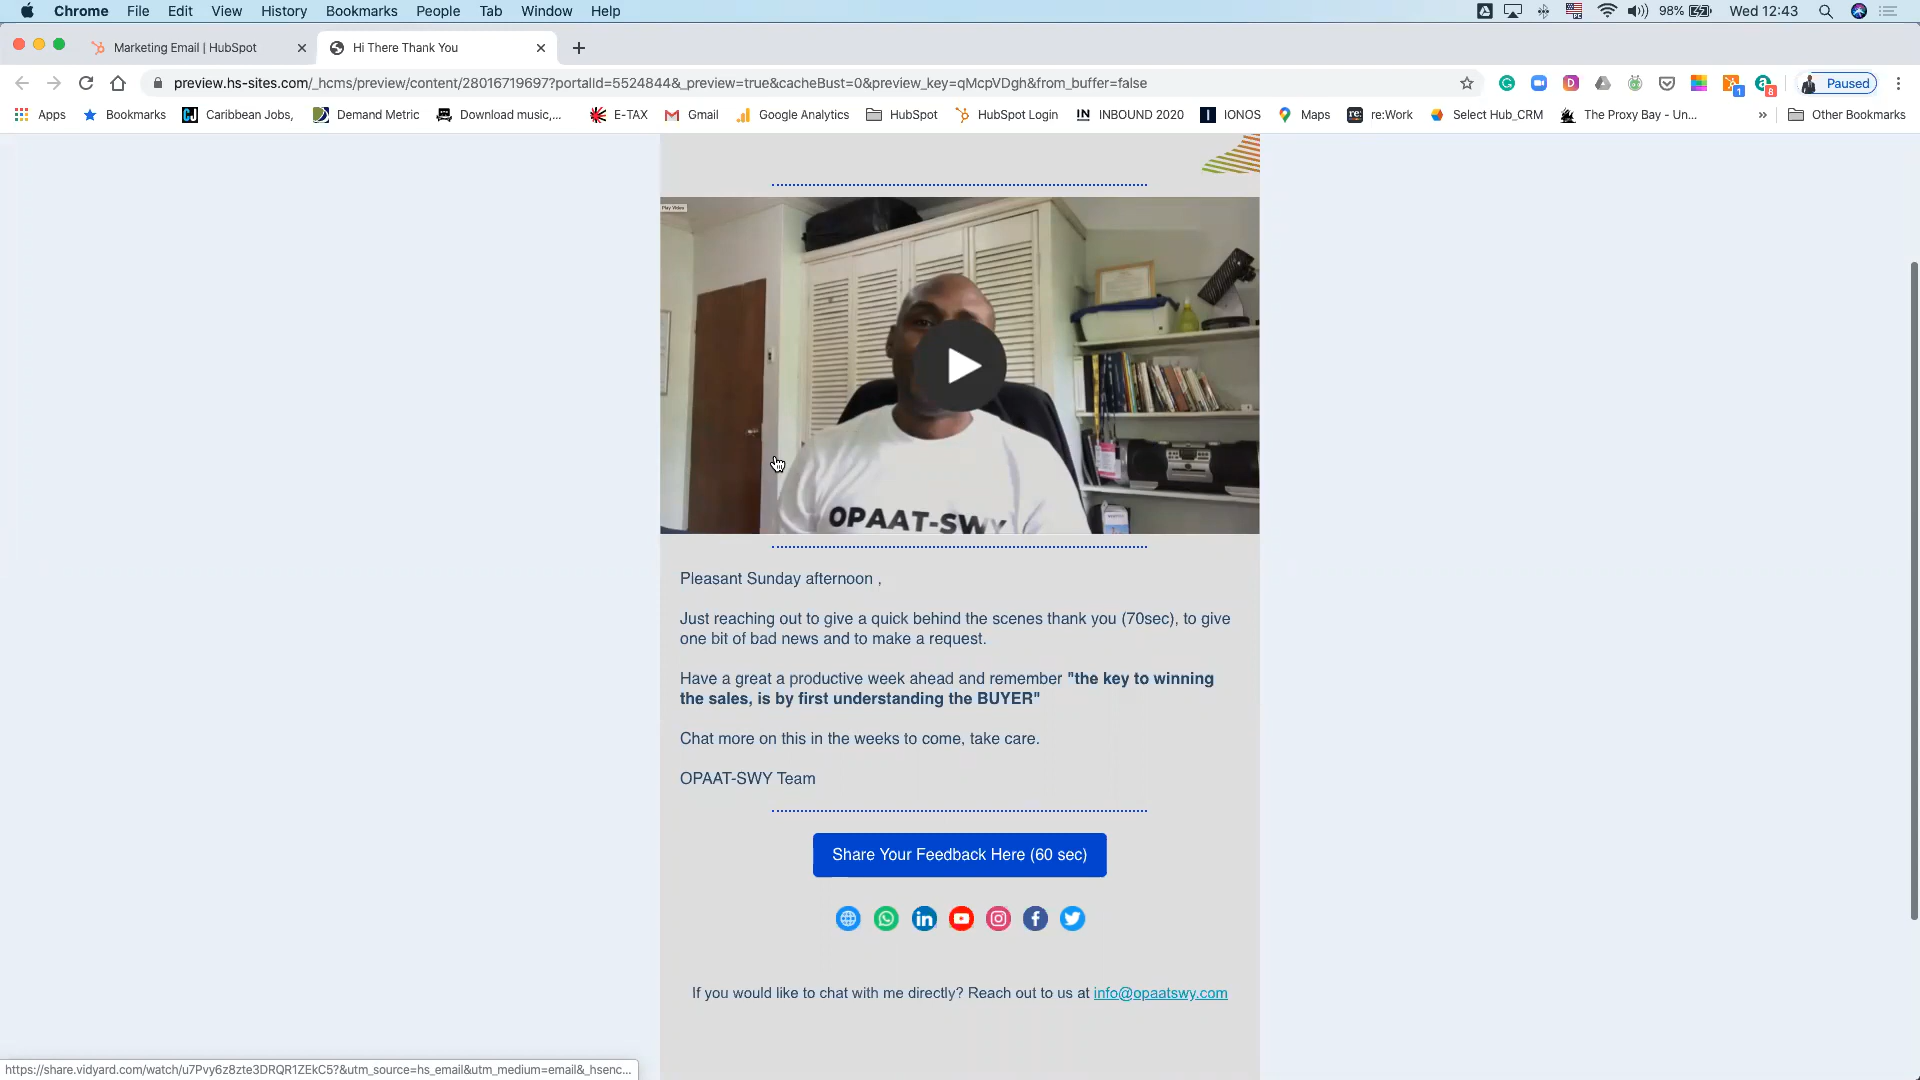 Chrome File Edit View History Bookmarks People Tab Window Help 98% Wed 12:43
Marketing Email | HubSpot Hi There Thank You
preview.hs-sites.com/_hcms/preview/content/28016719697?portalId=5524844&_preview=true&cacheBust=0&preview_key=qMcpVDgh&from_buffer=false 1 8 Paused
Apps Bookmarks Caribbean Jobs, Demand Metric Download music,... E-TAX Gmail Google Analytics HubSpot HubSpot Login IN INBOUND 2020 IONOS Maps re: re:Work Select Hub_CRM The Proxy Bay - Un... » Other Bookmarks
Play Video
OPAAT-SWY
Pleasant Sunday afternoon ,
Just reaching out to give a quick behind the scenes thank you (70sec), to give
one bit of bad news and to make a request.
Have a great a productive week ahead and remember "the key to winning
the sales, is by first understanding the BUYER"
Chat more on this in the weeks to come, take care.
OPAAT-SWY Team
Share Your Feedback Here (60 sec)
in
If you would like to chat with me directly? Reach out to us at info@opaatswy.com
https://share.vidyard.com/watch/u7Pvy6z8zte3DRQR1ZEkC5?&utm_source=hs_email&utm_medium=email&_hsenc...